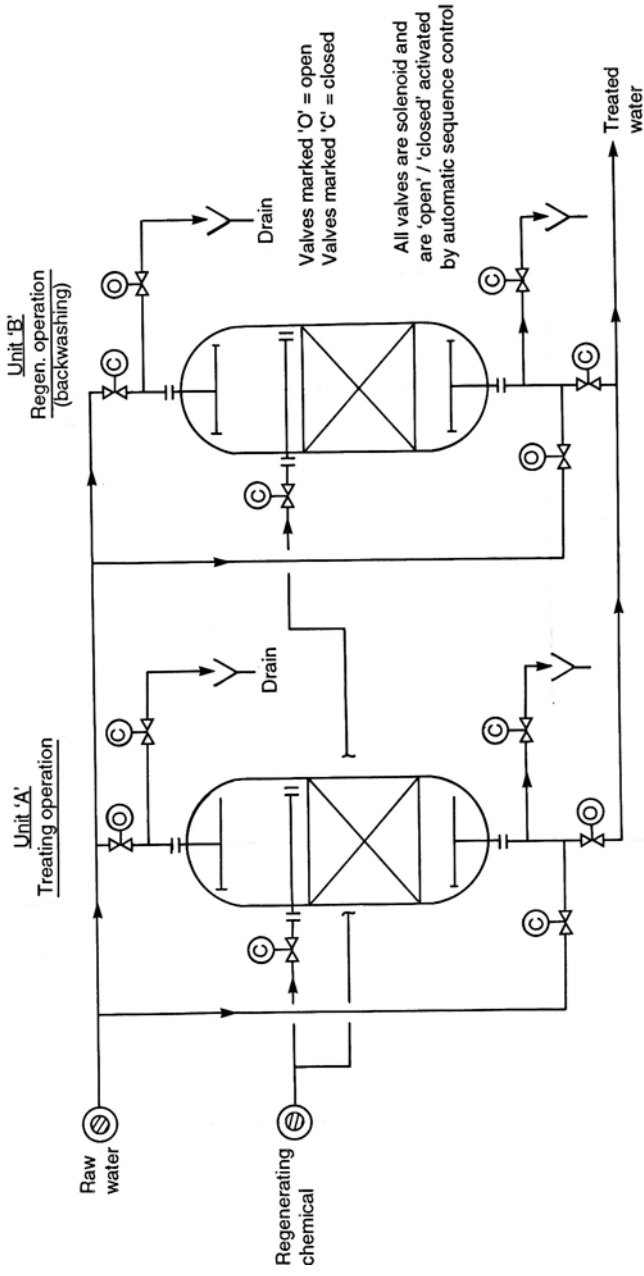 Unit 'A'
Treating operation
Unit 'B'
Regen. operation
(backwashing)
Raw
water
Regenerating
chemical
O
C
C
C
C
O
Drain
C
O
C
O
C
C
Drain
Valves marked 'O' = open
Valves marked 'C' = closed
All valves are solenoid and
are 'open' / 'closed' activated
by automatic sequence control
Treated
water